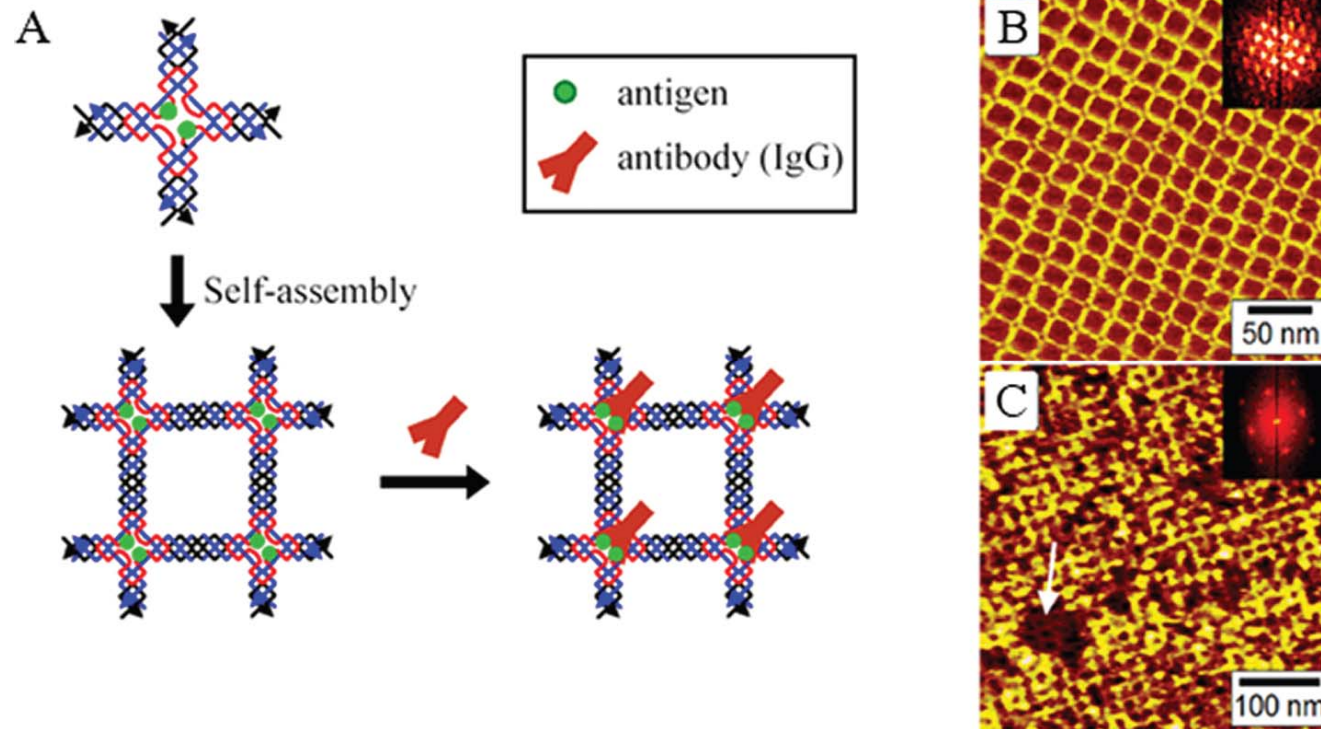 A
antigen
antibody (IgG)
Self-assembly
B
50 nm
C
100 nm